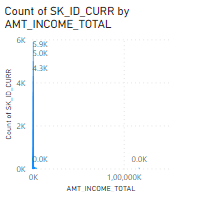 Count of SK_ID_CURR by
AMT_INCOME_TOTAL
6K
5.9K
5.0K
4.3K
4K
2K
0.0K
0.0K
0K
0K
1,00,000K
Count of SK_ID_CURR
AMT_INCOME_TOTAL